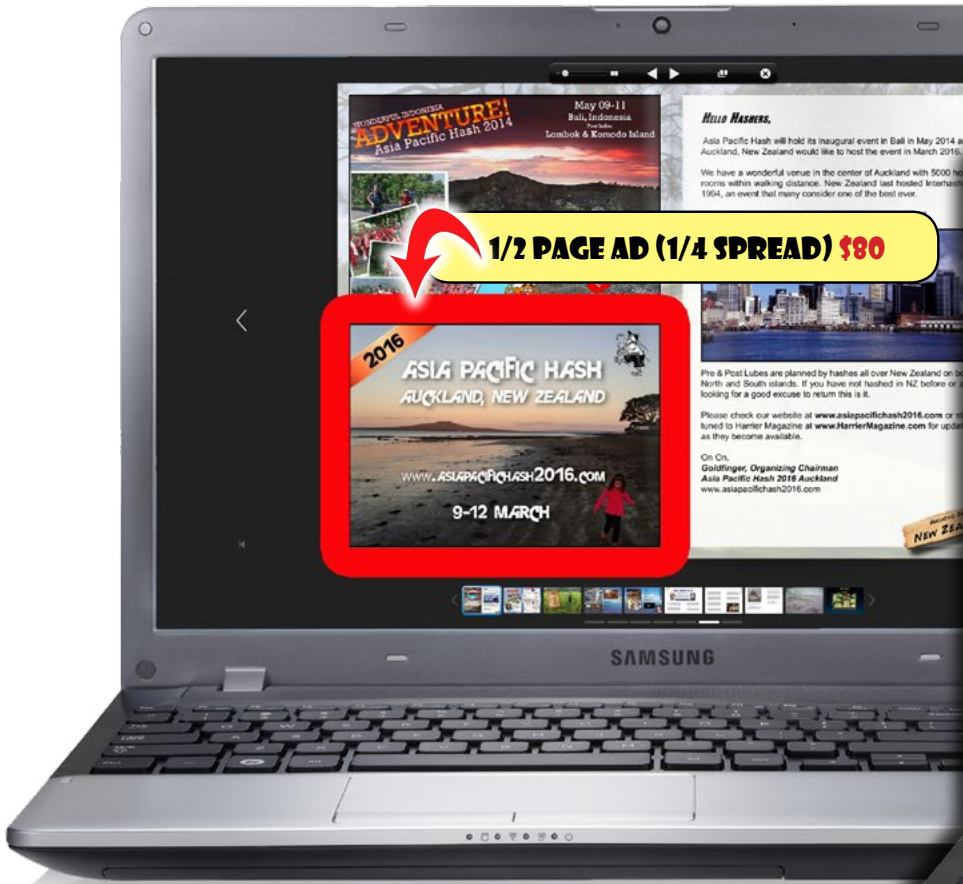 WONDERFUL INDONESIA
ADVENTURE!
Asia Pacific Hash 2014
May 09-11
Bali, Indonesia
Lombok & Komodo Island
1/2 PAGE AD (1/4 SPREAD) $80
2016
ASIA PACIFIC HASH
AUCKLAND, NEW ZEALAND
www.asiapacifichash2016.com
9-12 MARCH
Hello Hashers,
Asia Pacific Hash will hold its inaugural event in Bali in May 2014
Auckland, New Zealand would like to host the event in March 2016.
We have a wonderful venue in the center of Auckland with 5000
rooms within walking distance. New Zealand last hosted Interhash
1994, an event that many consider one of the best ever.
Pre & Post Lubes are planned by hashes all over New Zealand on
North and South islands. If you have not hashed in NZ before or
looking for a good excuse to return this is it.
Please check our website at www.asiapacifichash2016.com or
tuned to Harrier Magazine at www.HarrierMagazine.com for
as they become available.
On On,
Goldfinger, Organizing Chairman
Asia Pacific Hash 2016 Auckland
www.asiapacifichash2016.com
NEW
SAMSUNG